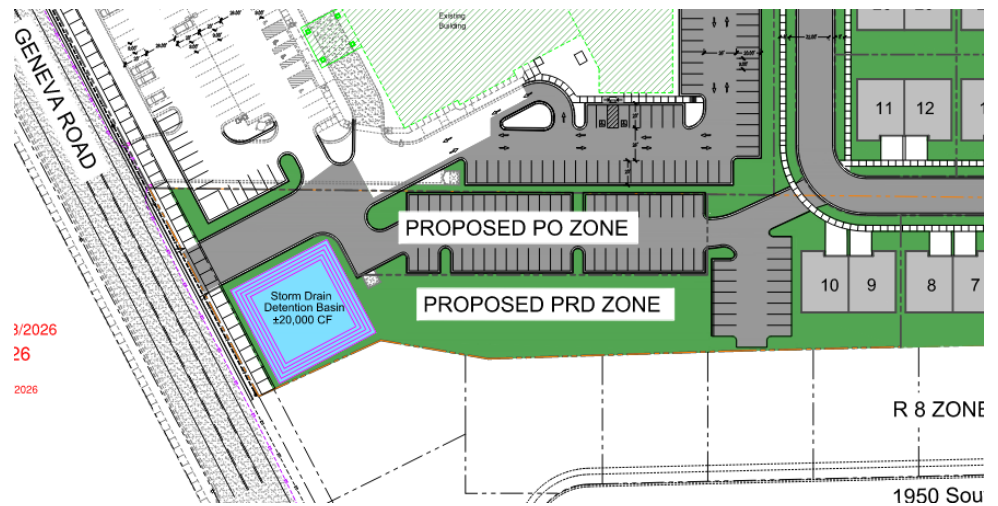 Existing
Building
GENEVA ROAD
11
12
PROPOSED PO ZONE
PROPOSED PRD ZONE
Storm Drain
Detention Basin
±20,000 CF
10
9
8
7
3/2026
26
2026
R 8 ZONE
1950 Sou